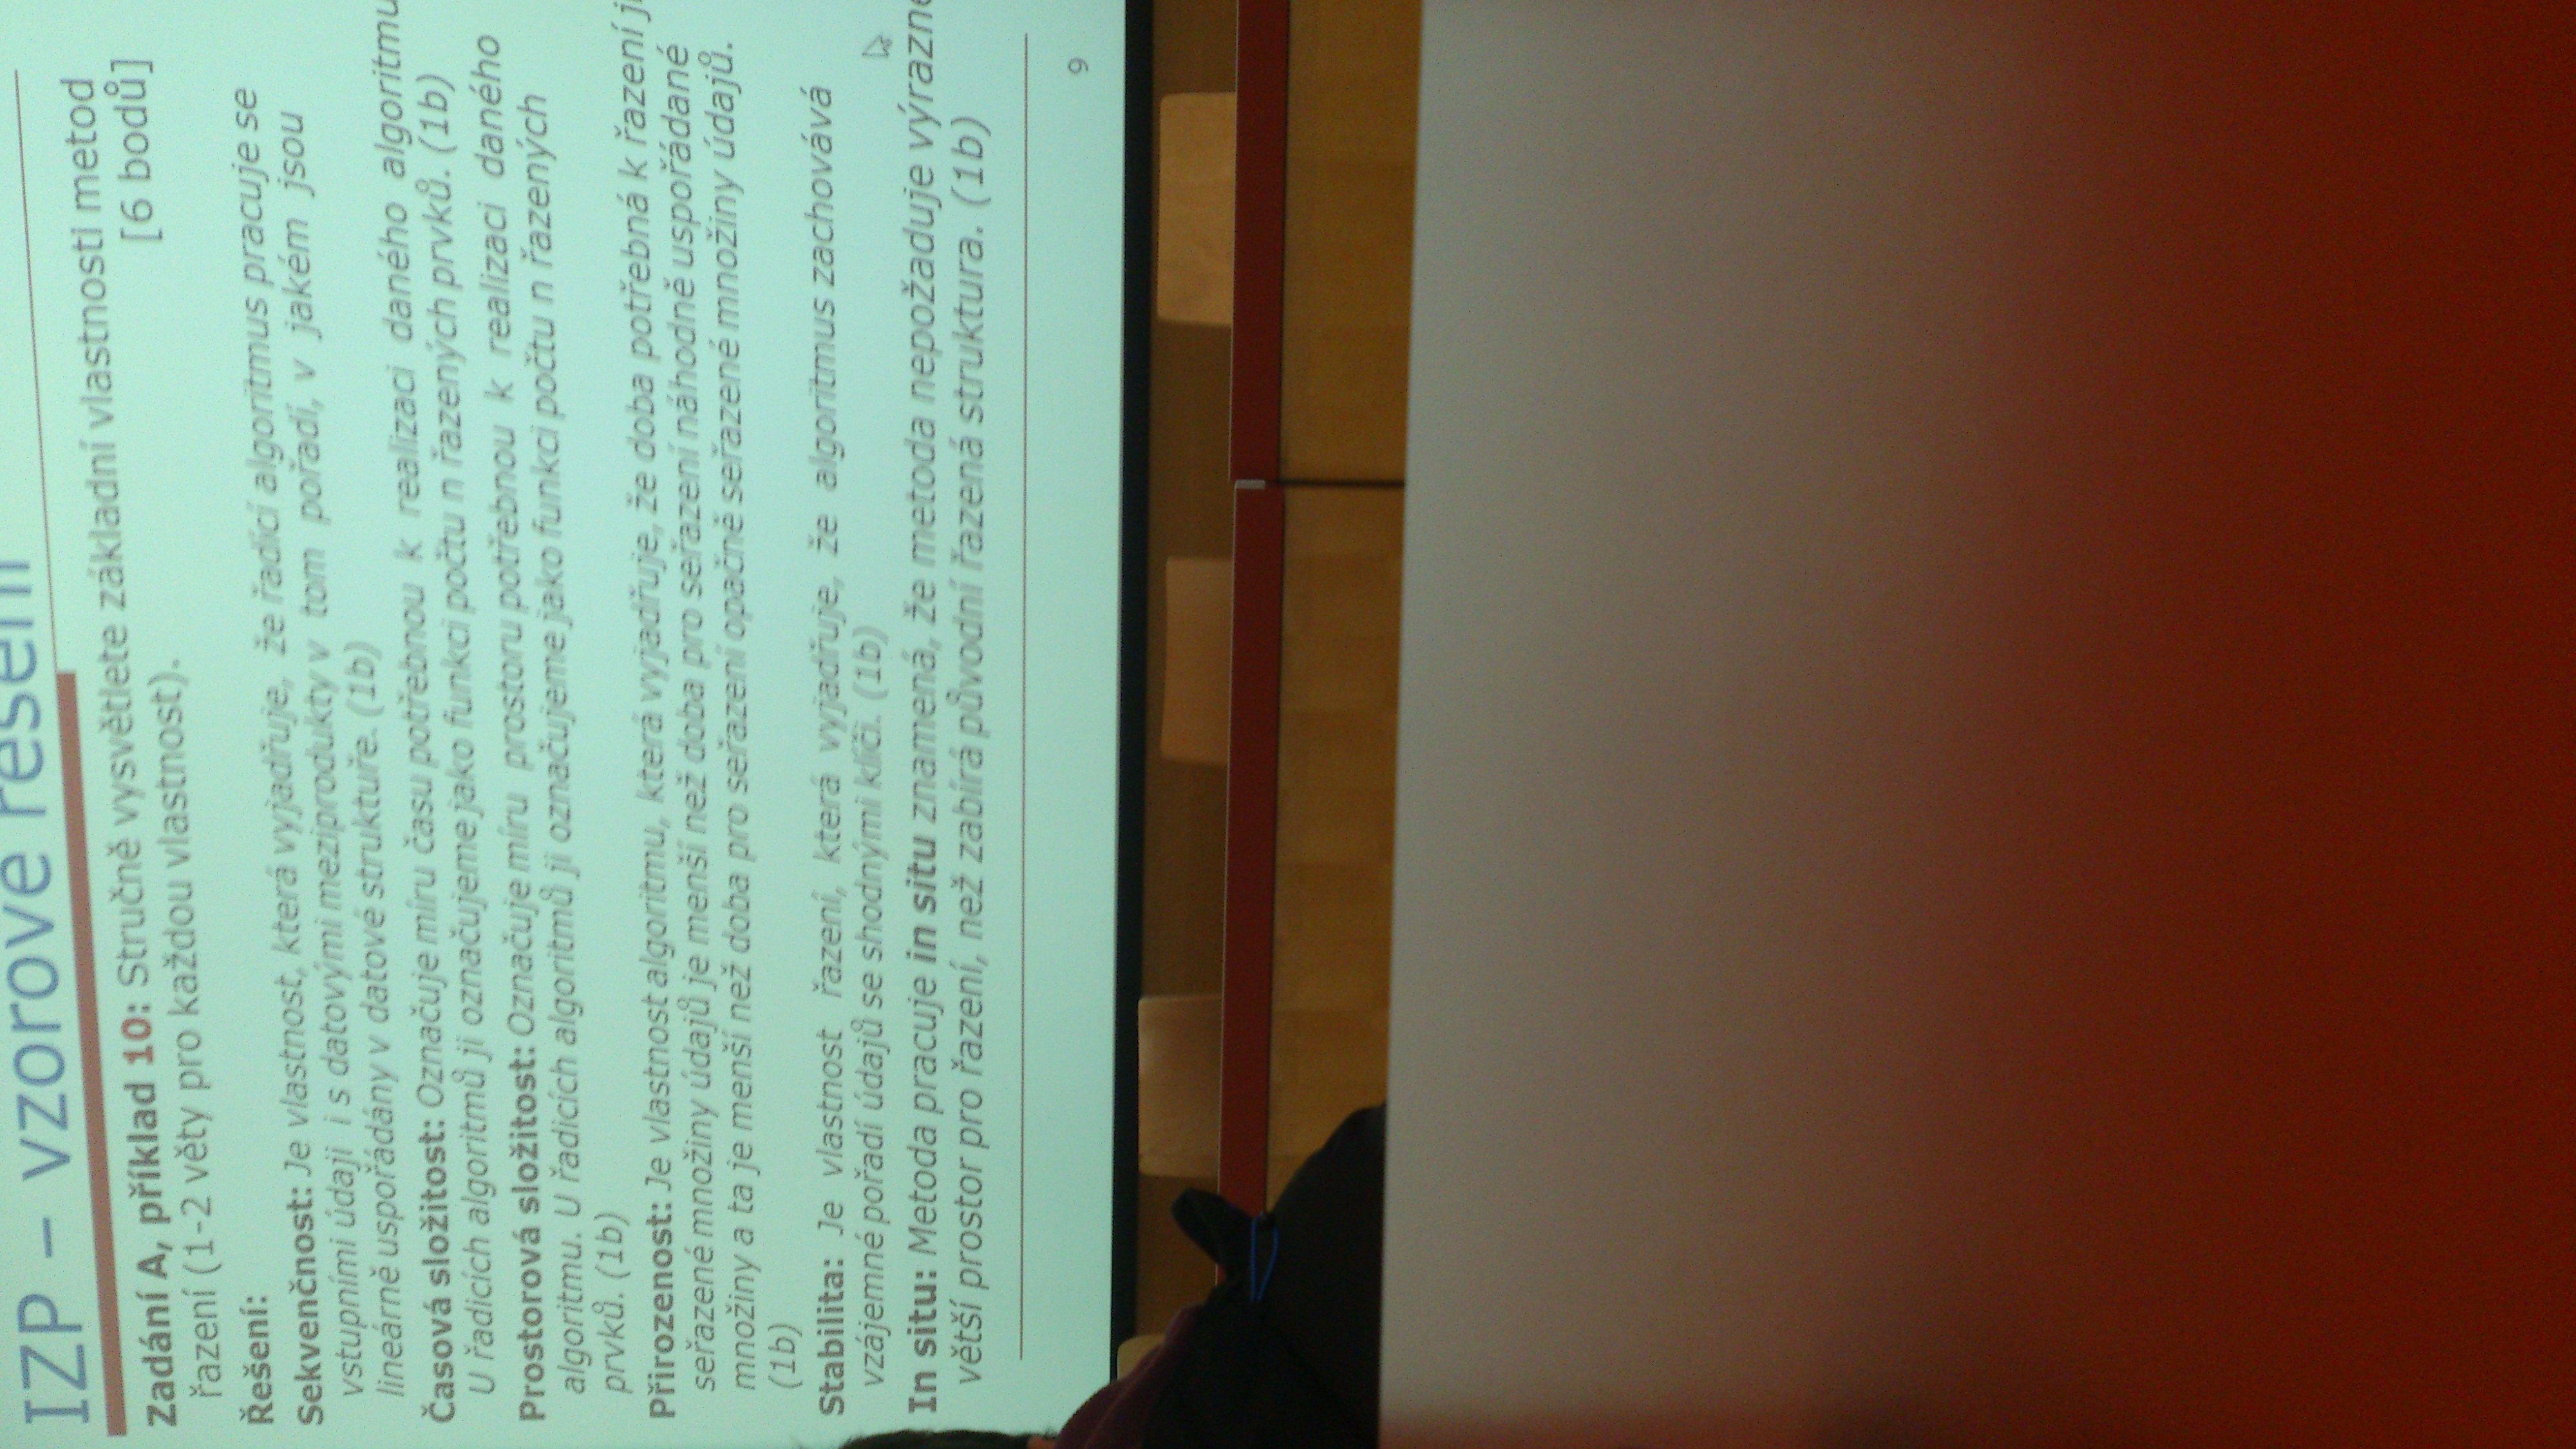 IZP – vzorové řešení
Zadání A, příklad 10: Stručně vysvětlete základní vlastnosti metod
řazení (1-2 věty pro každou vlastnost). [6 bodů]
Řešení:
Sekvenčnost: Je vlastnost, která vyjadřuje, že řadící algoritmus pracuje se
vstupními údaji i s datovými meziprodukty v tom pořadí, v jakém jsou
lineárně uspořádány v datové struktuře. (1b)
Časová složitost: Označuje míru času potřebnou k realizaci daného algoritmu
U řadicích algoritmů ji označujeme jako funkci počtu n řazených prvků. (1b)
Prostorová složitost: Označuje míru prostoru potřebnou k realizaci daného
algoritmu. U řadicích algoritmů ji označujeme jako funkci počtu n řazených
prvků. (1b)
Přirozenost: Je vlastnost algoritmu, která vyjadřuje, že doba potřebná k řazení
seřazené množiny údajů je menší než doba pro seřazení náhodně uspořádané
množiny a ta je menší než doba pro seřazení opačně seřazené množiny údajů.
(1b)
Stabilita: Je vlastnost řazení, která vyjadřuje, že algoritmus zachovává
vzájemné pořadí údajů se shodnými klíči. (1b)
In situ: Metoda pracuje in situ znamená, že metoda nepožaduje výrazně
větší prostor pro řazení, než zabírá původní řazená struktura. (1b)
9